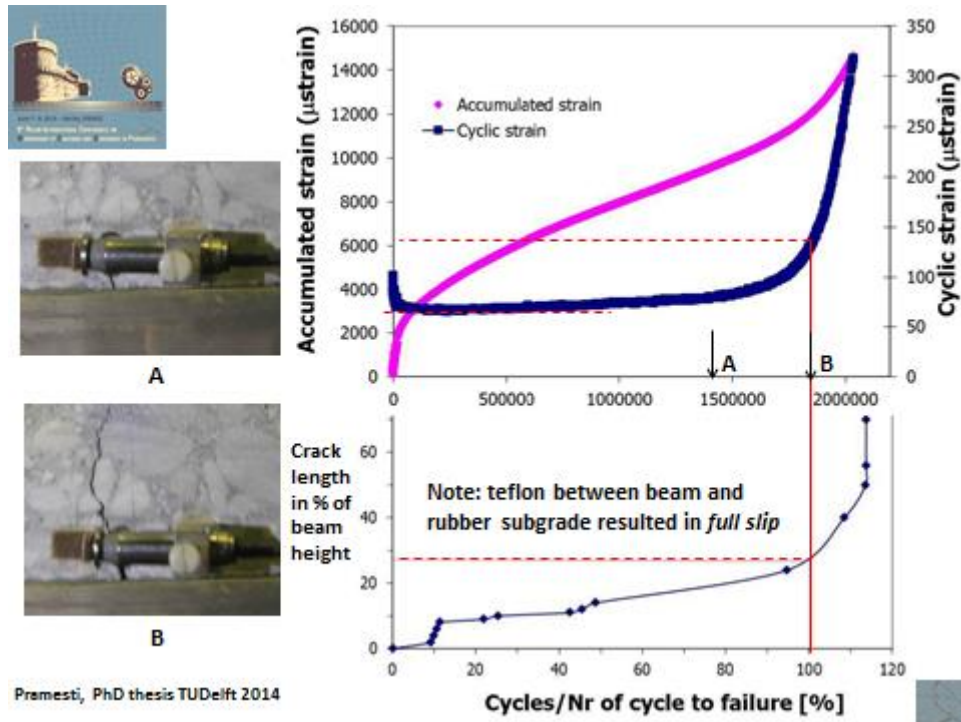 16000
14000
12000
10000
8000
6000
4000
2000
0
Accumulated strain (µstrain)
Accumulated strain
Cyclic strain
350
300
250
200
150
100
50
0
Cyclic strain (µstrain)
A
B
0
500000
1000000
1500000
2000000
A
B
Crack
length
in % of
beam
height
60
40
20
0
Note: teflon between beam and
rubber subgrade resulted in full slip
0
20
40
60
80
100
120
Cycles/Nr of cycle to failure [%]
Pramesti, PhD thesis TUDelft 2014